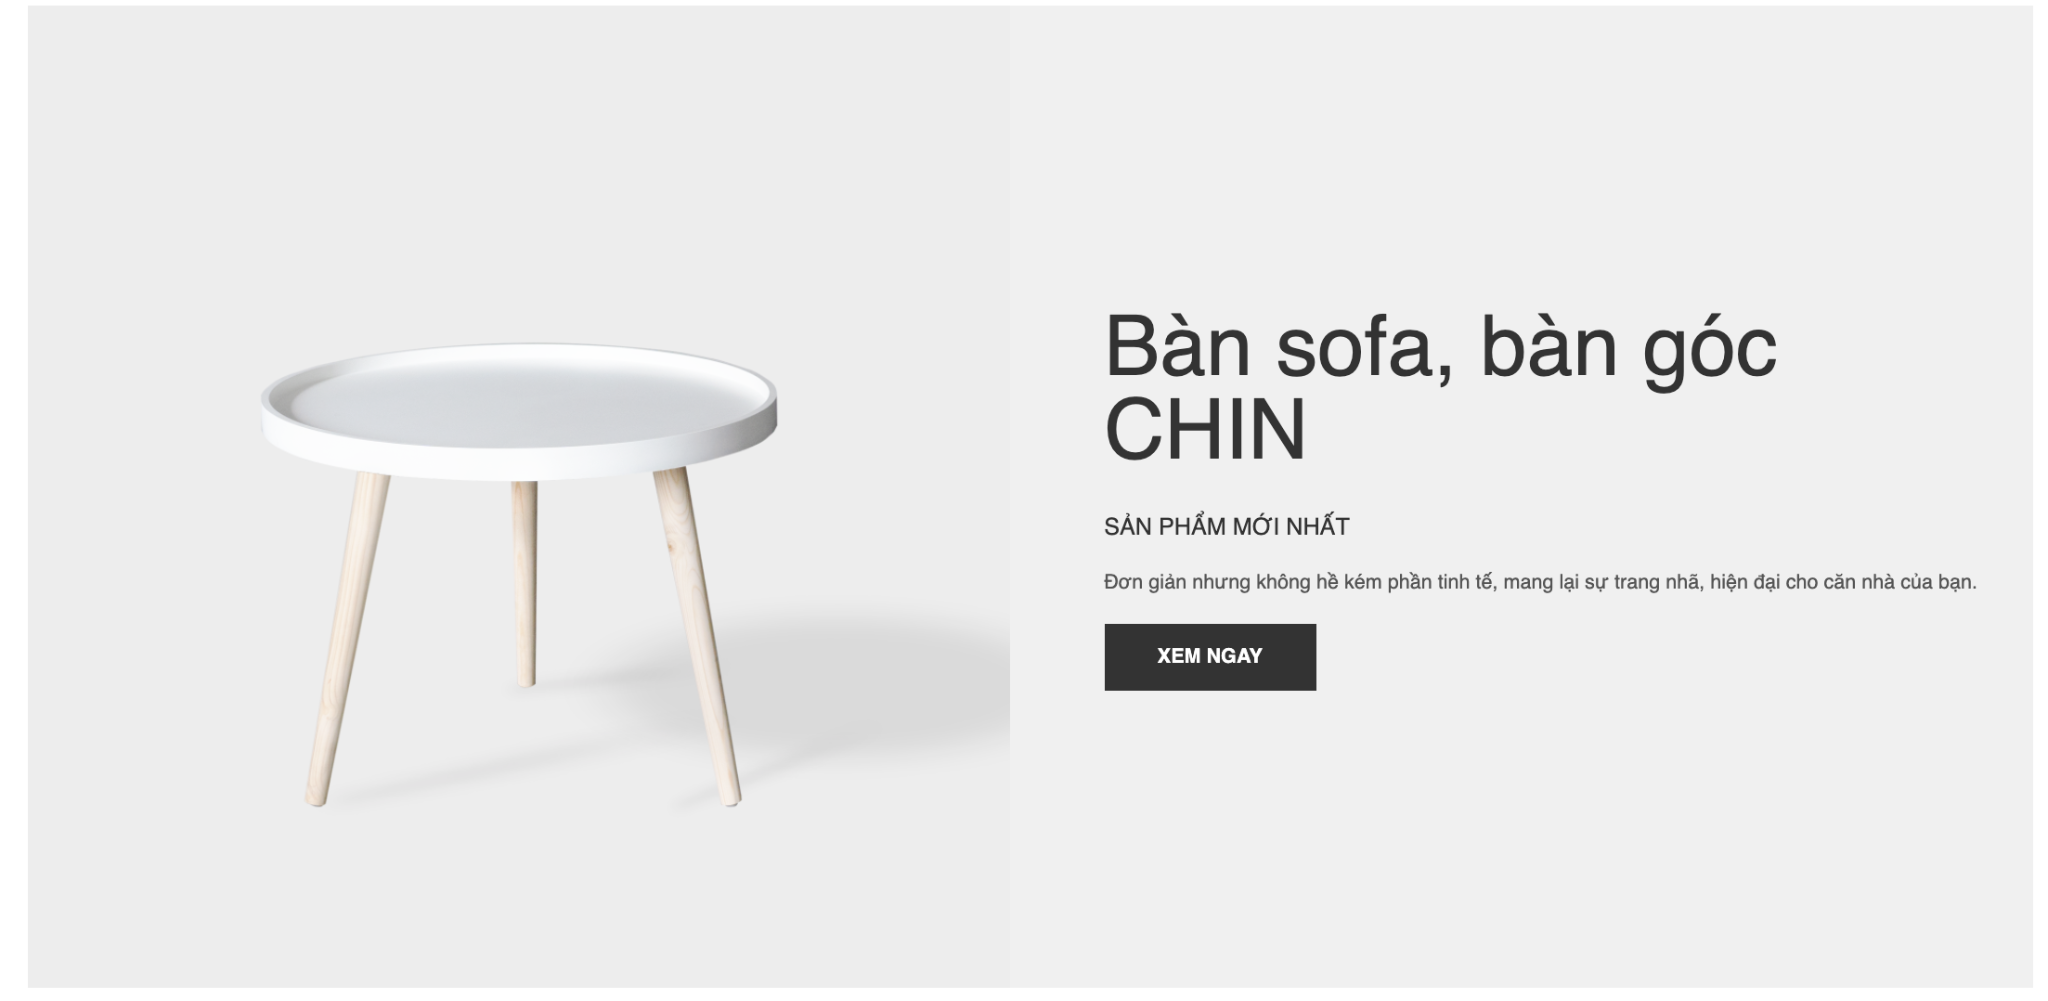 Bàn sofa, bàn góc
CHIN
SẢN PHẨM MỚI NHẤT
Đơn giản nhưng không hề kém phần tinh tế, mang lại sự trang nhã, hiện đại cho căn nhà của bạn.
XEM NGAY